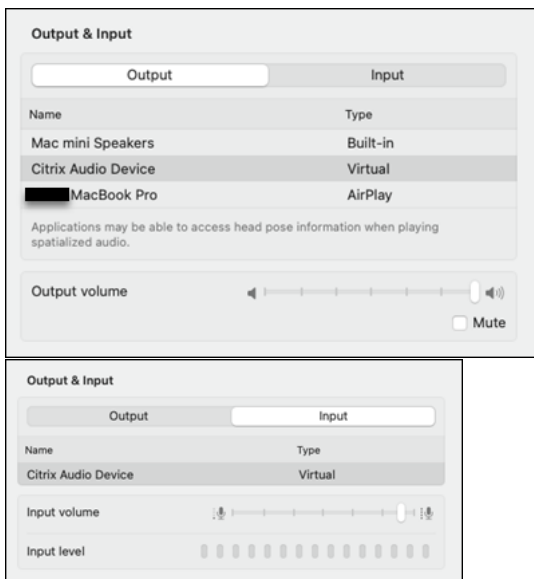 Output & Input
Output Input
Name Type
Mac mini Speakers Built-in
Citrix Audio Device Virtual
MacBook Pro AirPlay
Applications may be able to access head pose information when playing
spatialized audio.
Output volume
Mute
Output & Input
Output Input
Name Type
Citrix Audio Device Virtual
Input volume
Input level